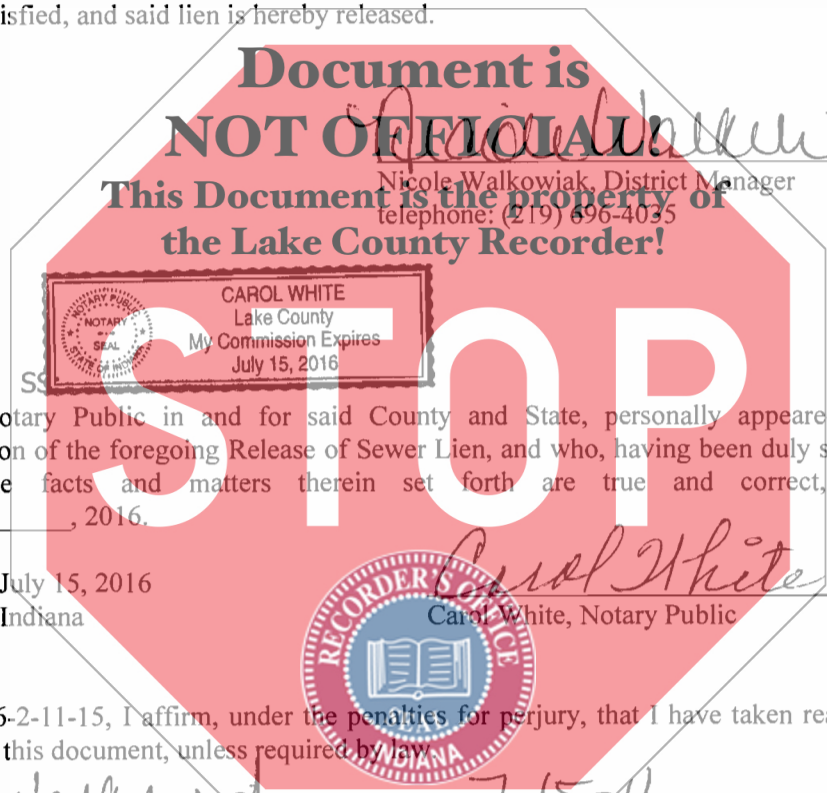 isfied, and said lien is hereby released.
Document is
NOT OFFICIAL!
Nicole Walkowiak, District Manager
This Document is the property of
telephone: (219) 696-4035
the Lake County Recorder!
CAROL WHITE
Lake County
My Commission Expires
July 15, 2016
NOTARY PUBLIC
NOTARY
SEAL
STATE OF INDIANA
STOP
SS
otary Public in and for said County and State, personally appeare
on of the foregoing Release of Sewer Lien, and who, having been duly s
e facts and matters therein set forth are true and correct,
, 2016.
Carol White
July 15, 2016
Indiana
Carol White, Notary Public
RECORDER'S OFFICE
SEAL
INDIANA
6-2-11-15, I affirm, under the penalties for perjury, that I have taken rea
this document, unless required by law.